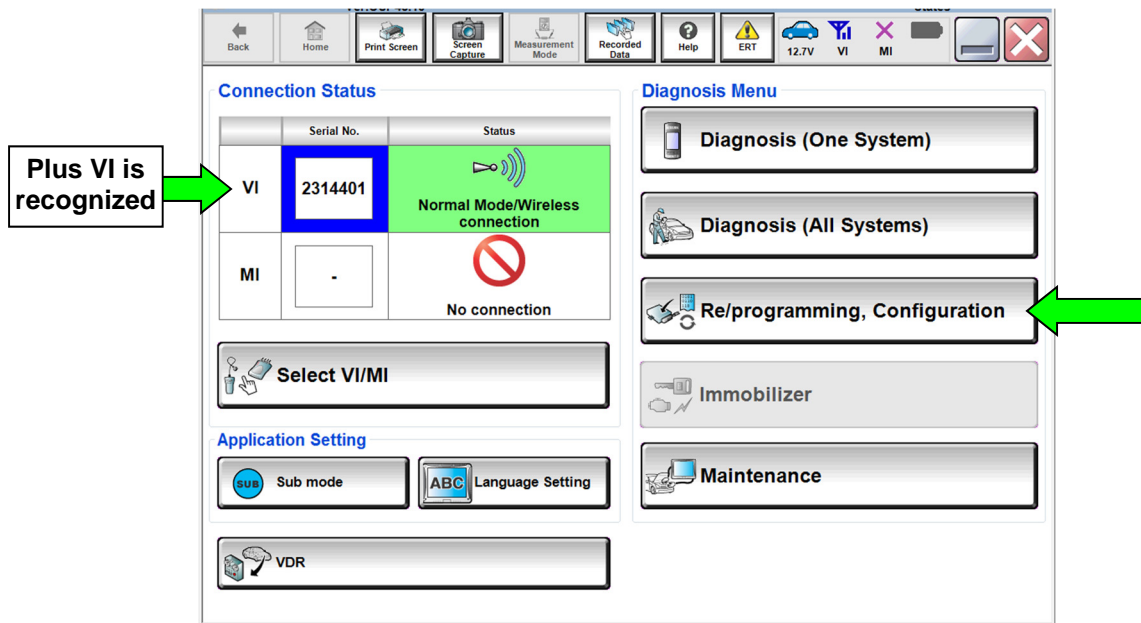 Back
Home
Print Screen
Screen
Capture
Measurement
Mode
Recorded
Data
Help
ERT
12.7V
VI
MI
Connection Status
Serial No.
Status
VI
2314401
Normal Mode/Wireless
connection
MI
-
No connection
Select VI/MI
Application Setting
SUB
Sub mode
ABC
Language Setting
VDR
Diagnosis Menu
Diagnosis (One System)
Diagnosis (All Systems)
Re/programming, Configuration
Immobilizer
Maintenance
Plus VI is
recognized